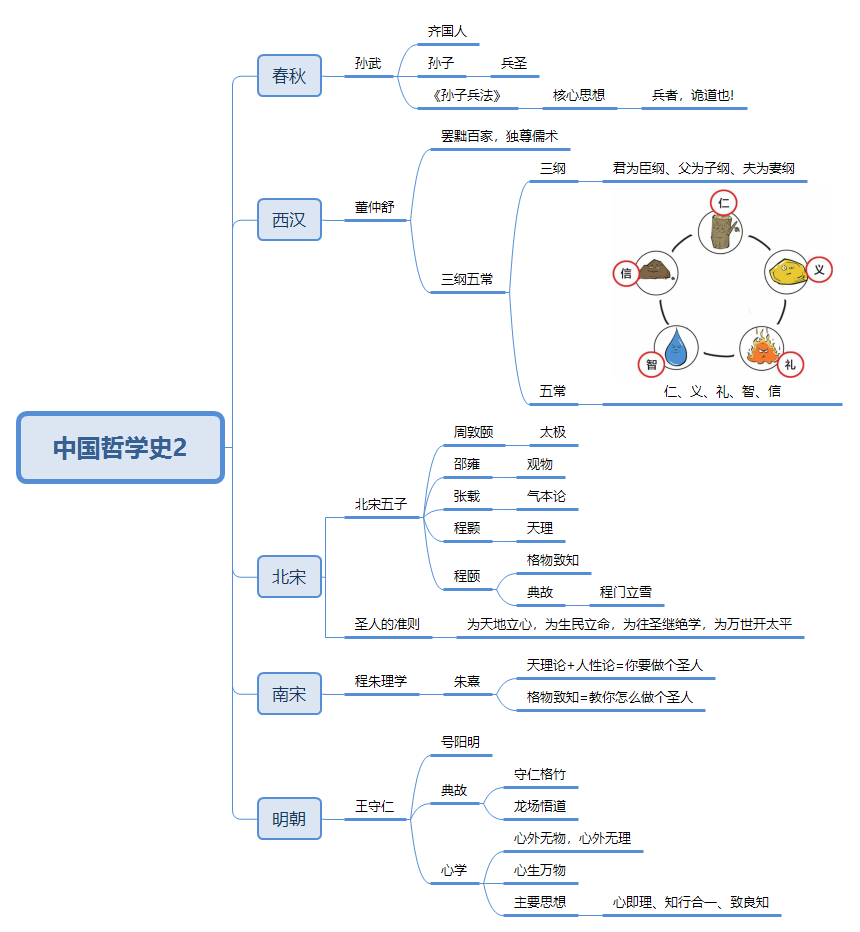 中国哲学史2
春秋
孙武
齐国人
孙子
兵圣
《孙子兵法》
核心思想
兵者，诡道也!
西汉
董仲舒
罢黜百家，独尊儒术
三纲五常
三纲
君为臣纲、父为子纲、夫为妻纲
仁
信
义
智
礼
五常
仁、义、礼、智、信
北宋
北宋五子
周敦颐
太极
邵雍
观物
张载
气本论
程颢
天理
程颐
格物致知
典故
程门立雪
圣人的准则
为天地立心，为生民立命，为往圣继绝学，为万世开太平
南宋
程朱理学
朱熹
天理论+人性论=你要做个圣人
格物致知=教你怎么做个圣人
明朝
王守仁
号阳明
典故
守仁格竹
龙场悟道
心学
心外无物，心外无理
心生万物
主要思想
心即理、知行合一、致良知